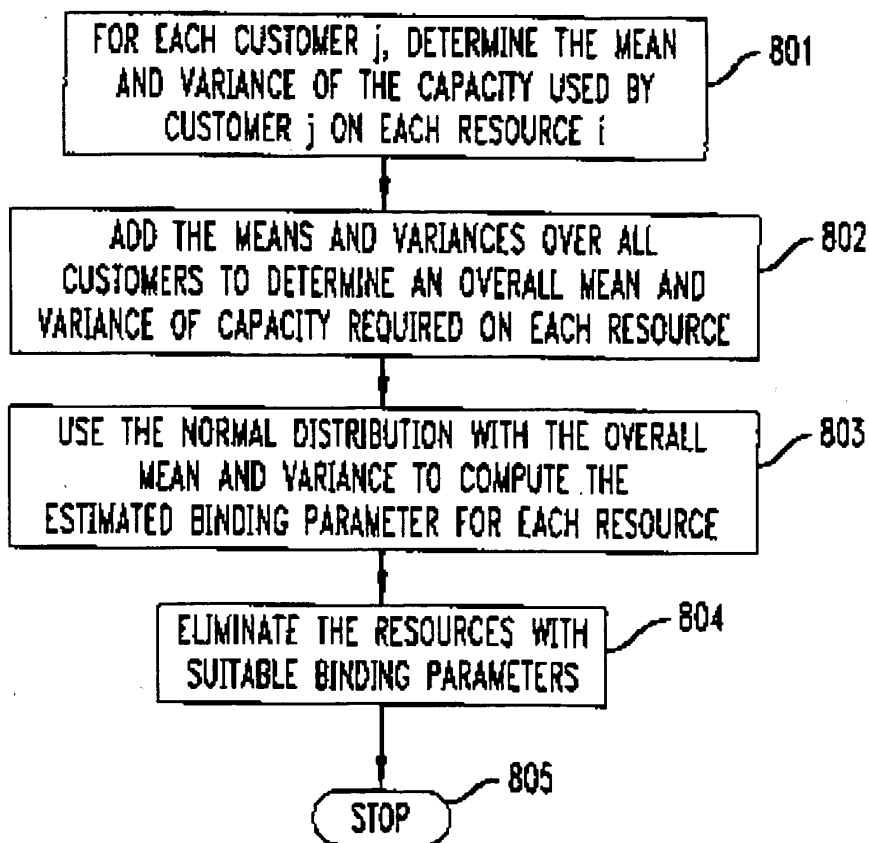 FOR EACH CUSTOMER j, DETERMINE THE MEAN
AND VARIANCE OF THE CAPACITY USED BY
CUSTOMER j ON EACH RESOURCE i
801
ADD THE MEANS AND VARIANCES OVER ALL
CUSTOMERS TO DETERMINE AN OVERALL MEAN AND
VARIANCE OF CAPACITY REQUIRED ON EACH RESOURCE
802
USE THE NORMAL DISTRIBUTION WITH THE OVERALL
MEAN AND VARIANCE TO COMPUTE THE
ESTIMATED BINDING PARAMETER FOR EACH RESOURCE
803
ELIMINATE THE RESOURCES WITH
SUITABLE BINDING PARAMETERS
804
STOP
805